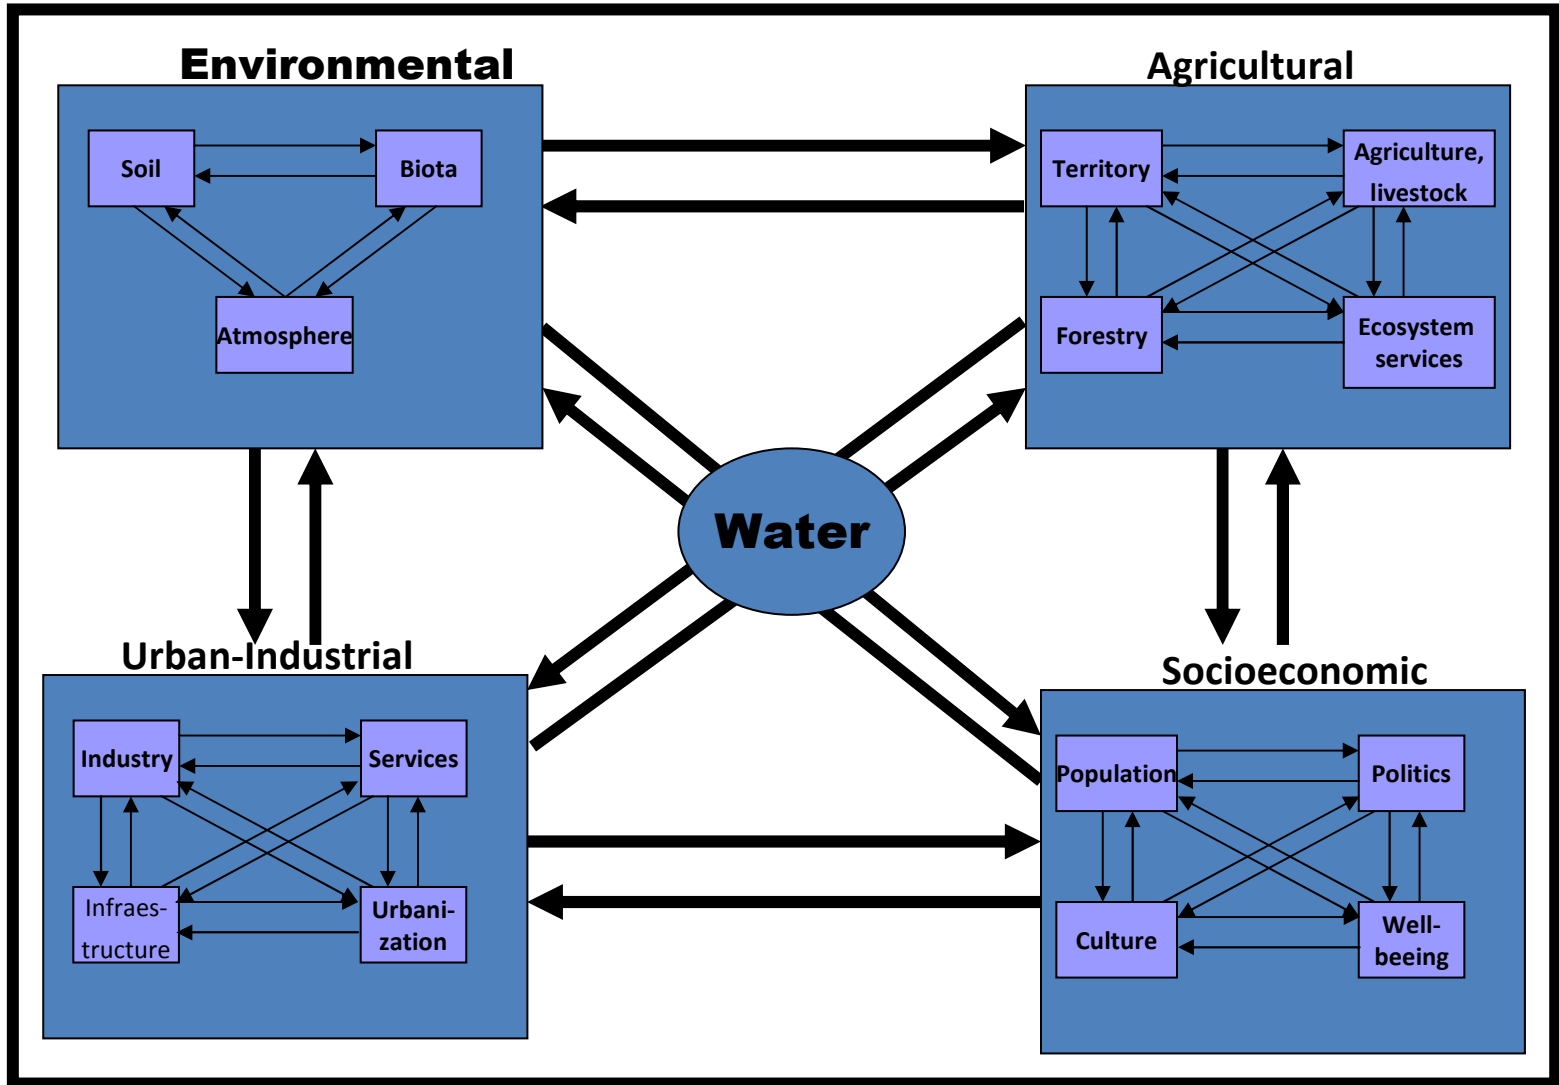 Environmental
Soil
Biota
Atmosphere
Agricultural
Territory
Agriculture,
livestock
Forestry
Ecosystem
services
Water
Urban-Industrial
Industry
Services
Infraes-
tructure
Urbani-
zation
Socioeconomic
Population
Politics
Culture
Well-
beeing